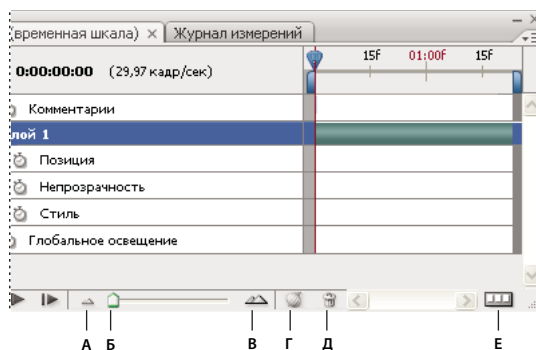 (временная шкала) × Журнал измерений
15f 01:00f 15f
0:00:00:00 (29,97 кадр/сек)
Комментарии
лой 1
Позиция
Непрозрачность
Стиль
Глобальное освещение
А Б В Г Д Е